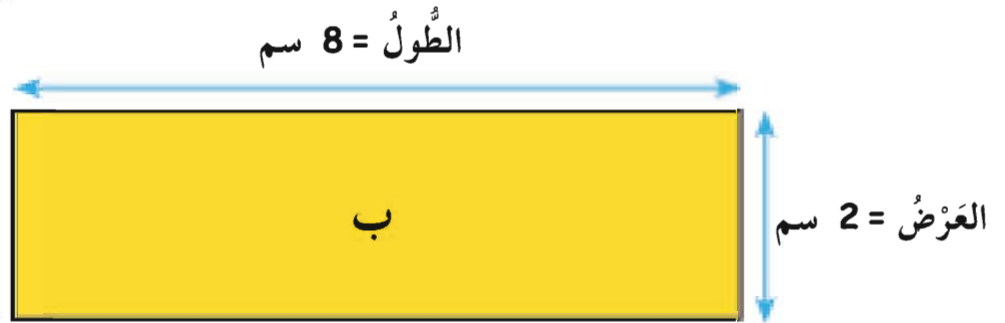 الطُّولُ = 8 سم
ب
العَرْضُ = 2 سم